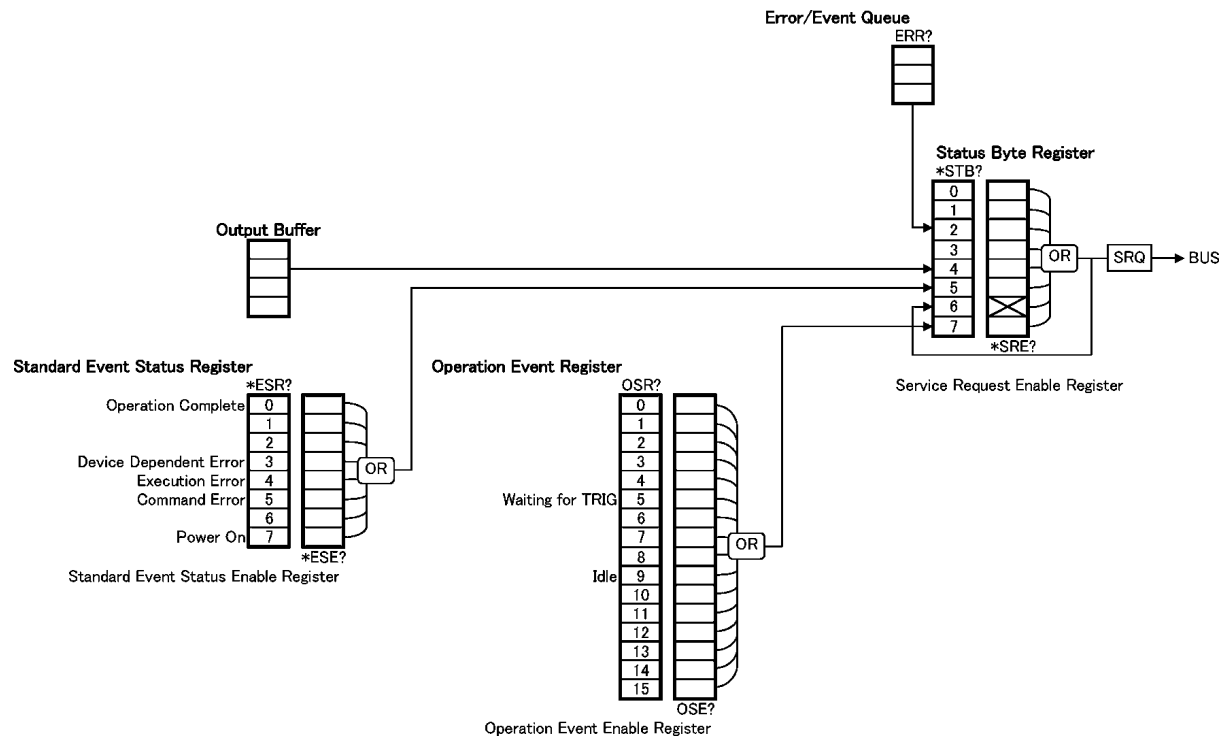 Error/Event Queue
ERR?
Status Byte Register
*STB?
0
1
2
3
4
5
6
7
OR
SRQ
BUS
*SRE?
Service Request Enable Register
Output Buffer
Standard Event Status Register
*ESR?
Operation Complete 0
1
2
Device Dependent Error 3
Execution Error 4
Command Error 5
6
Power On 7
OR
*ESE?
Standard Event Status Enable Register
Operation Event Register
OSR?
0
1
2
3
4
Waiting for TRIG 5
6
7
8
Idle 9
10
11
12
13
14
15
OR
OSE?
Operation Event Enable Register